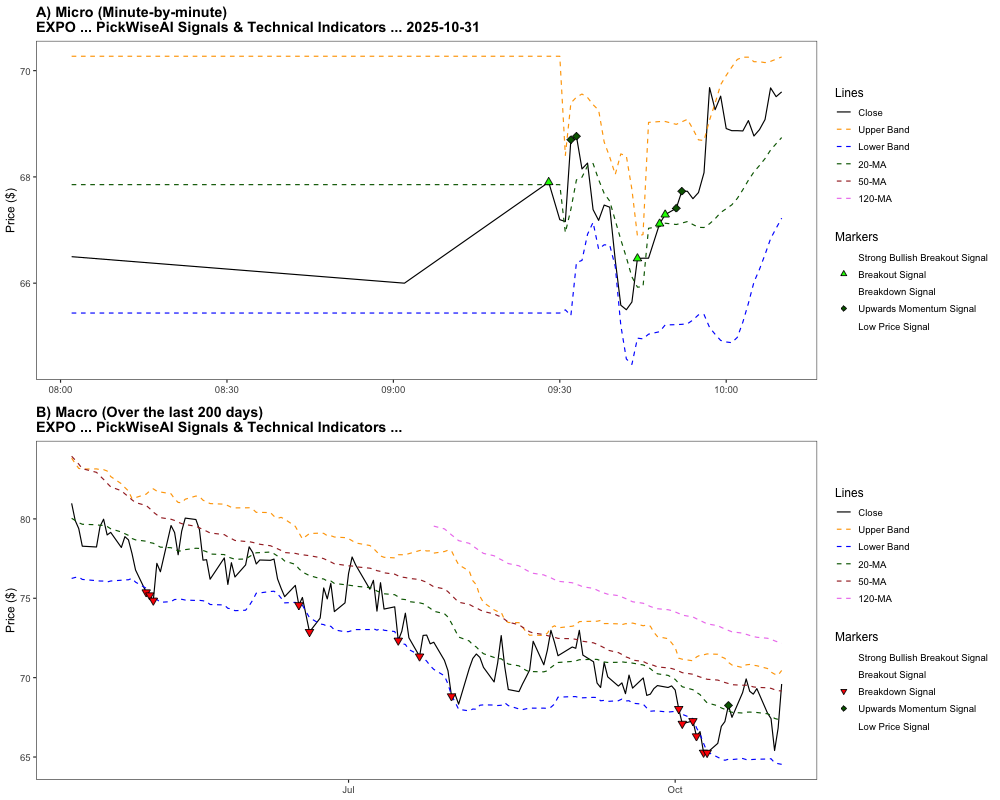 A) Micro (Minute-by-minute)
EXPO ... PickWiseAI Signals & Technical Indicators ... 2025-10-31
Price ($)
70
68
66
08:00
08:30
09:00
09:30
10:00
Lines
Close
Upper Band
Lower Band
20-MA
50-MA
120-MA
Markers
Strong Bullish Breakout Signal
Breakout Signal
Breakdown Signal
Upwards Momentum Signal
Low Price Signal
B) Macro (Over the last 200 days)
EXPO ... PickWiseAI Signals & Technical Indicators ...
Price ($)
80
75
70
65
Jul
Oct
Lines
Close
Upper Band
Lower Band
20-MA
50-MA
120-MA
Markers
Strong Bullish Breakout Signal
Breakout Signal
Breakdown Signal
Upwards Momentum Signal
Low Price Signal